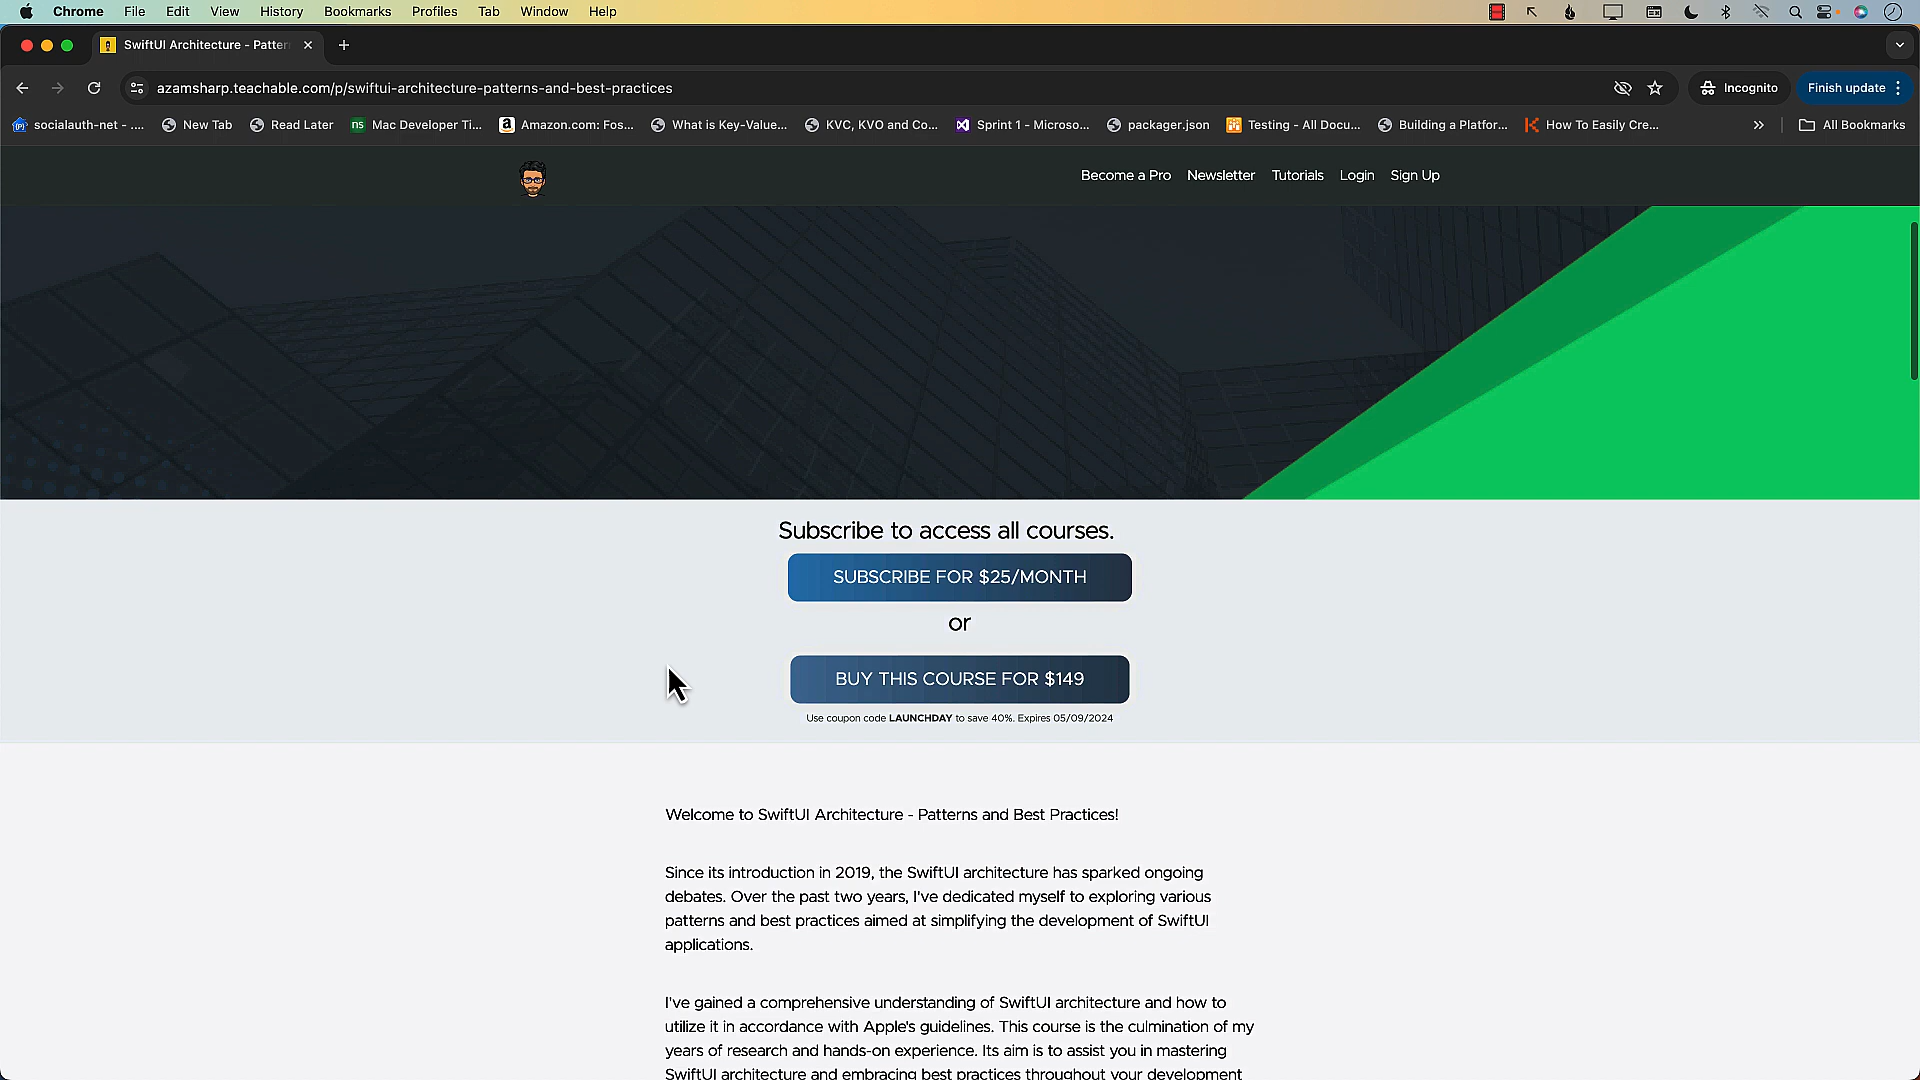 Chrome File Edit View History Bookmarks Profiles Tab Window Help
SwiftUI Architecture - Patter
azamsharp.teachable.com/p/swiftui-architecture-patterns-and-best-practices
Incognito
Finish update
socialauth-net - ....
New Tab
Read Later
ns
Mac Developer Ti...
Amazon.com: Fos...
What is Key-Value...
KVC, KVO and Co...
Sprint 1 - Microso...
packager.json
Testing - All Docu...
Building a Platfor...
How To Easily Cre...
All Bookmarks
Become a Pro Newsletter Tutorials Login Sign Up
Subscribe to access all courses.
SUBSCRIBE FOR $25/MONTH
or
BUY THIS COURSE FOR $149
Use coupon code LAUNCHDAY to save 40%. Expires 05/09/2024
Welcome to SwiftUI Architecture - Patterns and Best Practices!
Since its introduction in 2019, the SwiftUI architecture has sparked ongoing
debates. Over the past two years, I've dedicated myself to exploring various
patterns and best practices aimed at simplifying the development of SwiftUI
applications.
I've gained a comprehensive understanding of SwiftUI architecture and how to
utilize it in accordance with Apple's guidelines. This course is the culmination of my
years of research and hands-on experience. Its aim is to assist you in mastering
SwiftUI architecture and embracing best practices throughout your development